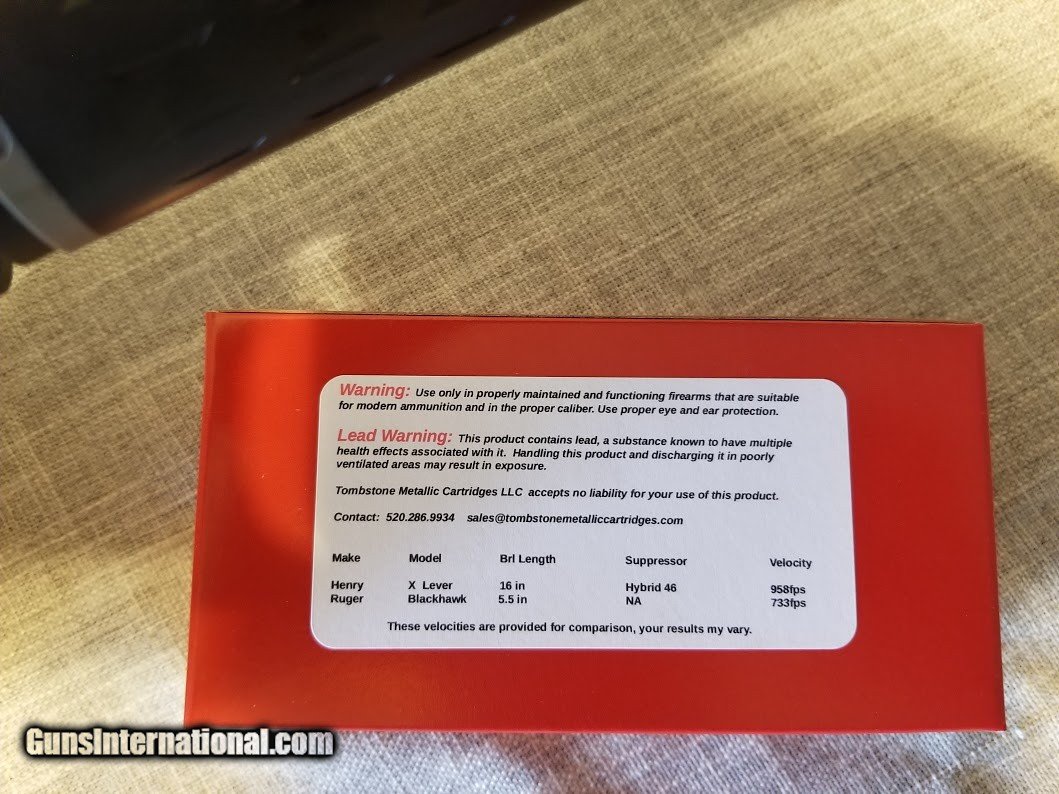 Warning: Use only in properly maintained and functioning firearms that are suitable
for modern ammunition and in the proper caliber. Use proper eye and ear protection.
Lead Warning: This product contains lead, a substance known to have multiple
health effects associated with it. Handling this product and discharging it in poorly
ventilated areas may result in exposure.
Tombstone Metallic Cartridges LLC accepts no liability for your use of this product.
Contact: 520.286.9934 sales@tombstonemetalliccartridges.com
Make Model Brl Length Suppressor Velocity
Henry X Lever 16 in Hybrid 46 958fps
Ruger Blackhawk 5.5 in NA 733fps
These velocities are provided for comparison, your results my vary.
GunsInternational.com